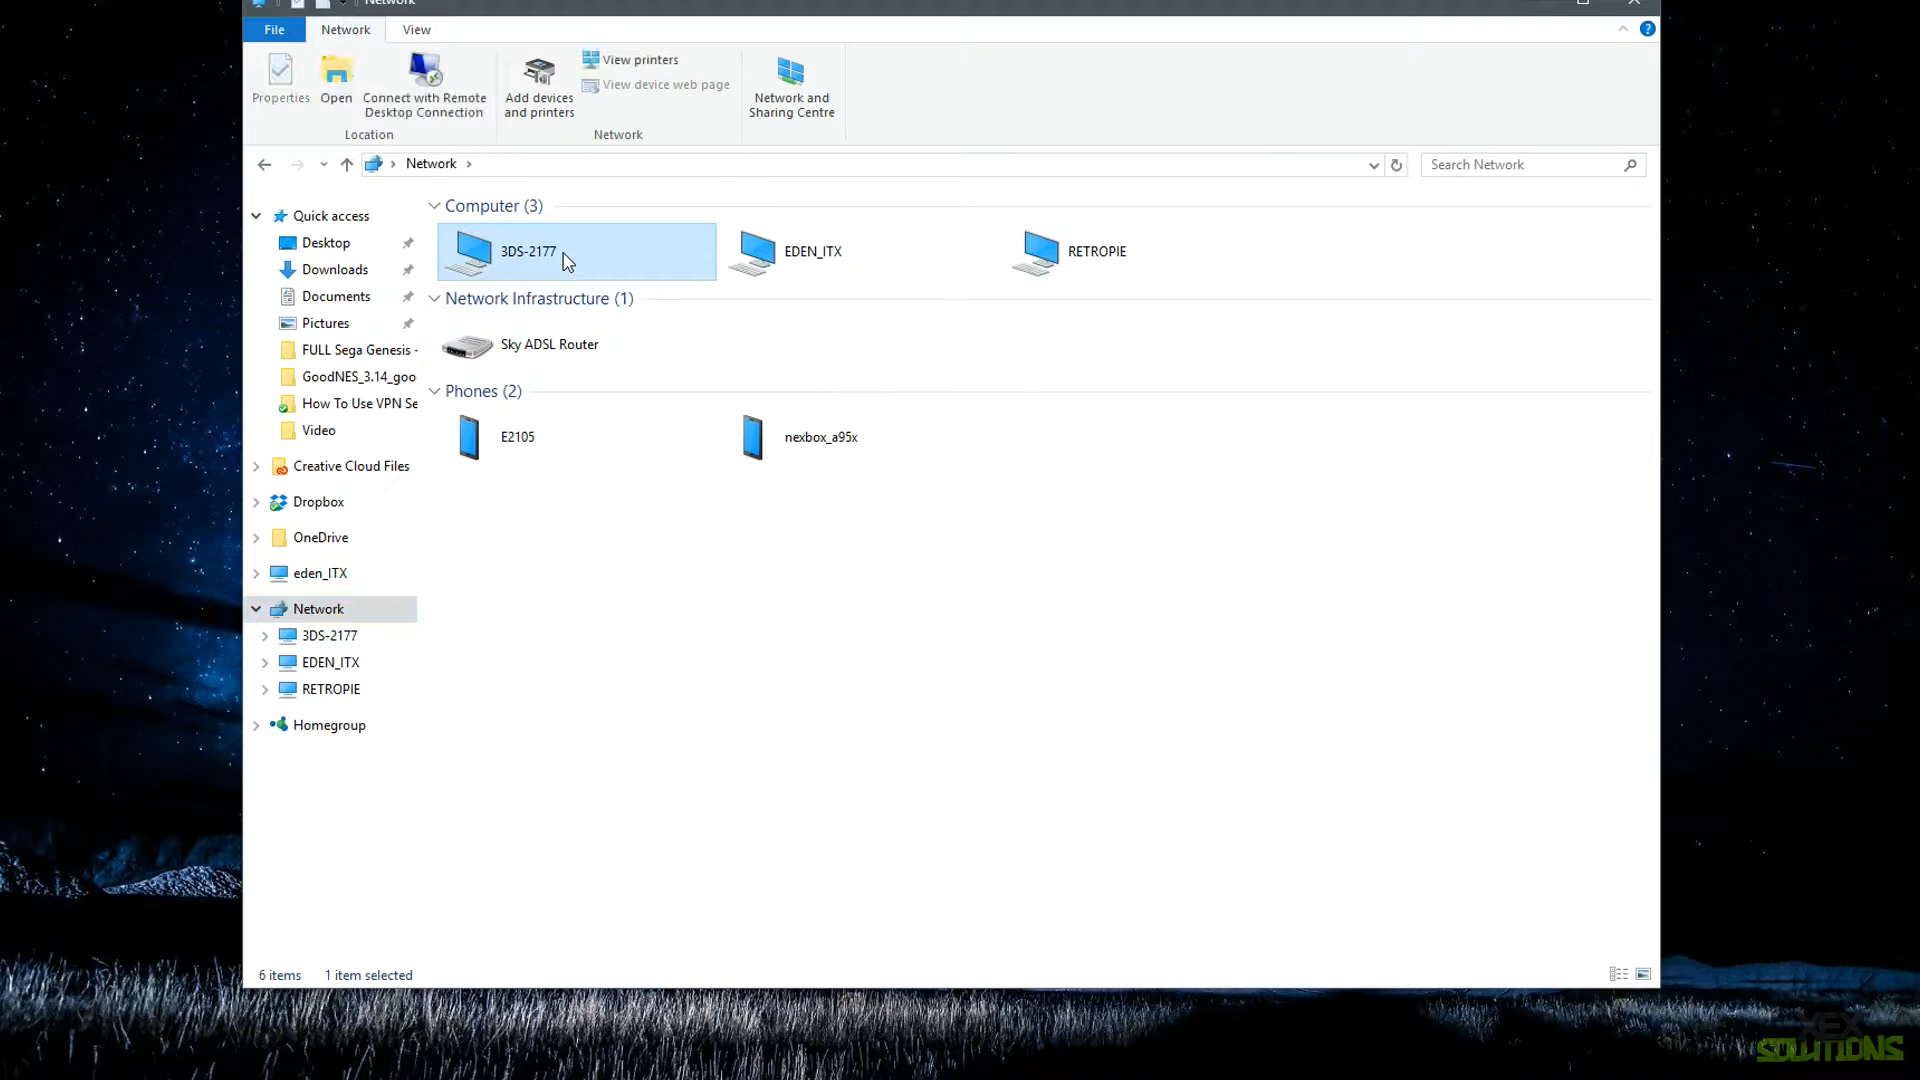 Network
File
Network
View
Properties
Open
Connect with Remote
Desktop Connection
Add devices
and printers
View printers
View device web page
Network and
Sharing Centre
Location
Network
Network
Search Network
Quick access
Desktop
Downloads
Documents
Pictures
FULL Sega Genesis -
GoodNES_3.14_goo
How To Use VPN Se
Video
Creative Cloud Files
Dropbox
OneDrive
eden_ITX
Network
3DS-2177
EDEN_ITX
RETROPIE
Homegroup
Computer (3)
3DS-2177
EDEN_ITX
RETROPIE
Network Infrastructure (1)
Sky ADSL Router
Phones (2)
E2105
nexbox_a95x
6 items
1 item selected
XEX
SOLUTIONS